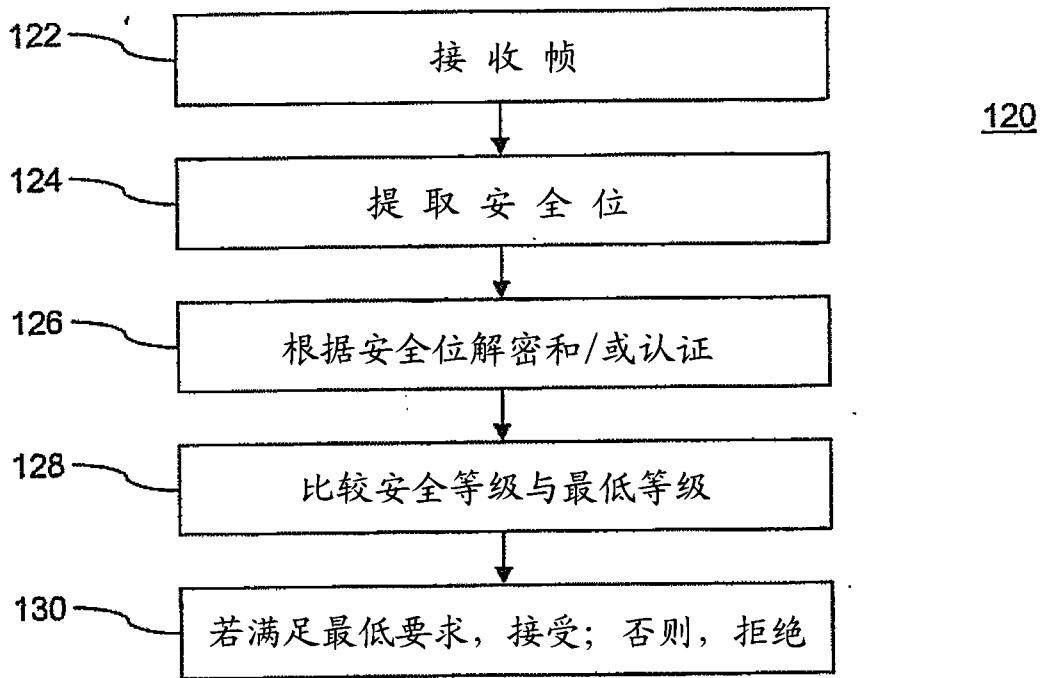 122
接收帧
120
124
提取安全位
126
根据安全位解密和/或认证
128
比较安全等级与最低等级
130
若满足最低要求，接受；否则，拒绝